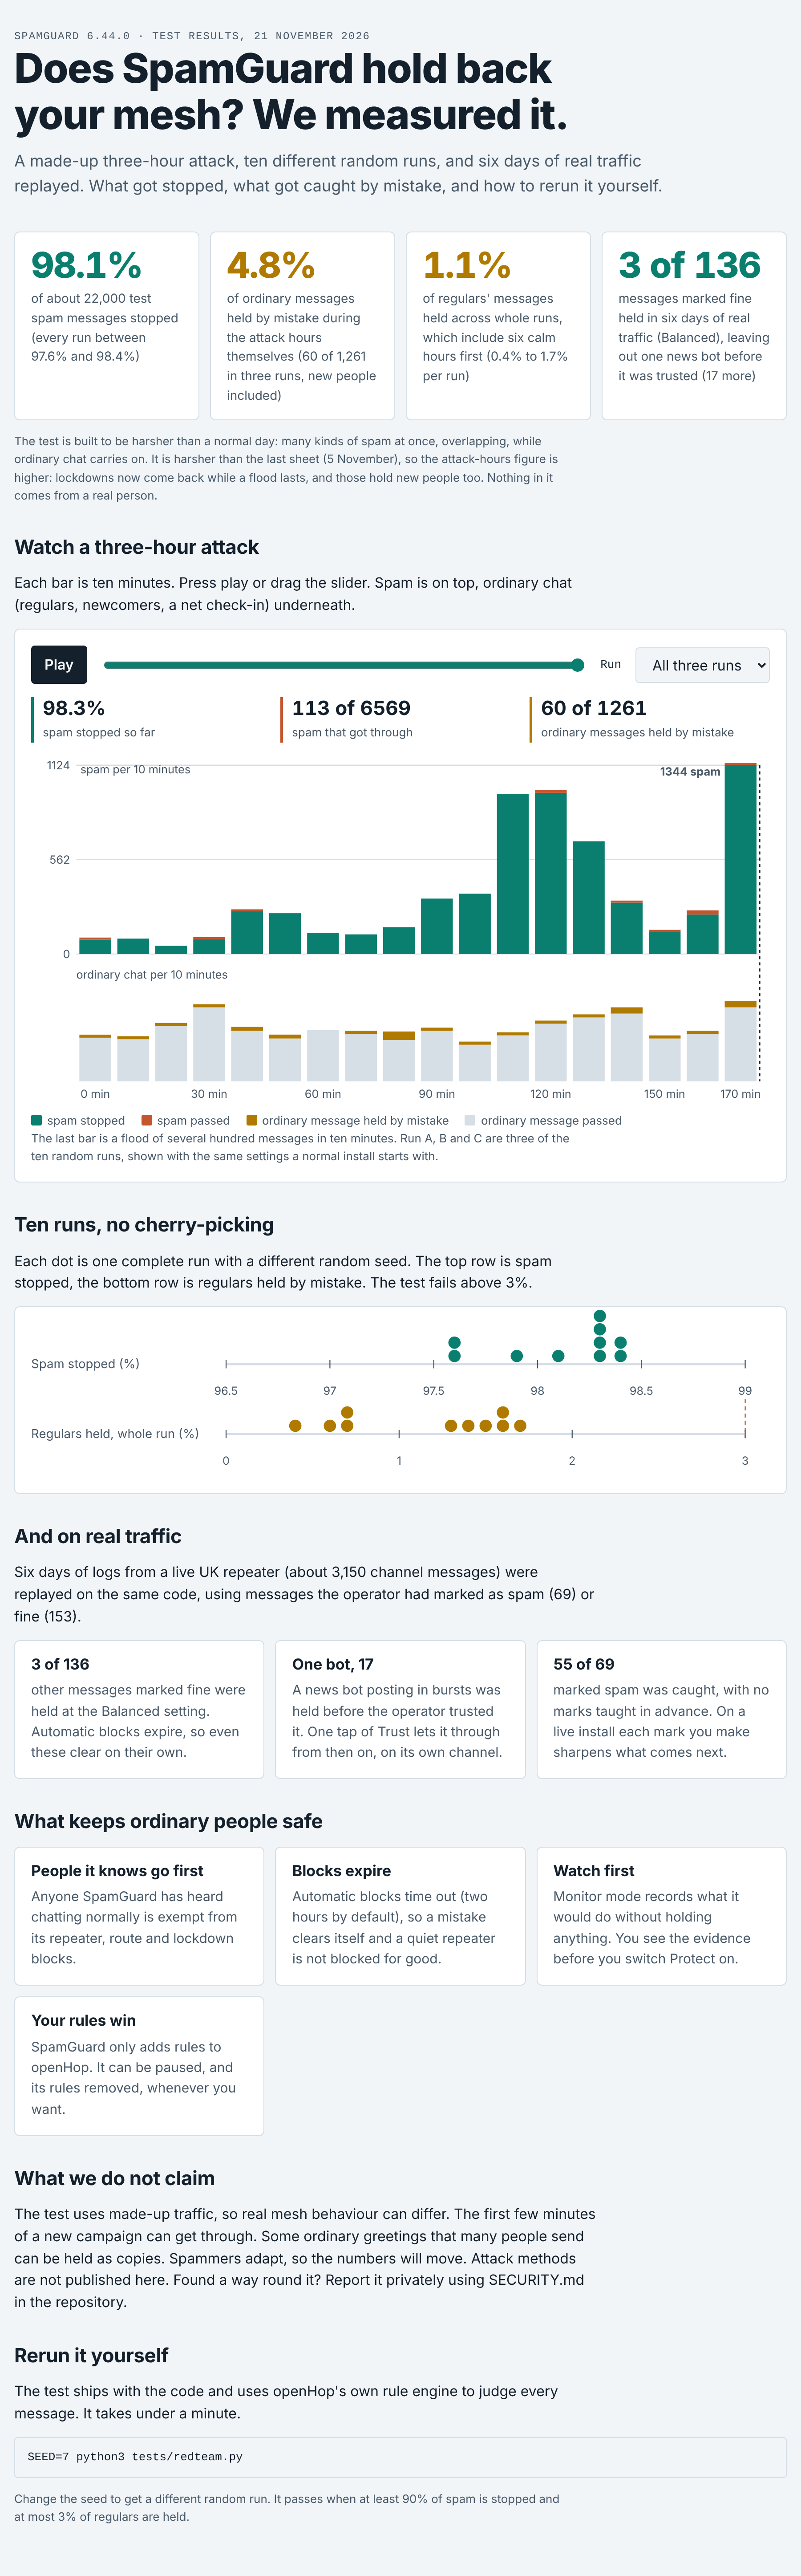 SPAMGUARD 6.44.0 · TEST RESULTS, 21 NOVEMBER 2026
Does SpamGuard hold back
your mesh? We measured it.
A made-up three-hour attack, ten different random runs, and six days of real traffic
replayed. What got stopped, what got caught by mistake, and how to rerun it yourself.
98.1%
of about 22,000 test
spam messages stopped
(every run between
97.6% and 98.4%)
4.8%
of ordinary messages
held by mistake during
the attack hours
themselves (60 of 1,261
in three runs, new people
included)
1.1%
of regulars' messages
held across whole runs,
which include six calm
hours first (0.4% to 1.7%
per run)
3 of 136
messages marked fine
held in six days of real
traffic (Balanced), leaving
out one news bot before
it was trusted (17 more)
The test is built to be harsher than a normal day: many kinds of spam at once, overlapping, while
ordinary chat carries on. It is harsher than the last sheet (5 November), so the attack-hours figure is
higher: lockdowns now come back while a flood lasts, and those hold new people too. Nothing in it
comes from a real person.
Watch a three-hour attack
Each bar is ten minutes. Press play or drag the slider. Spam is on top, ordinary chat
(regulars, newcomers, a net check-in) underneath.
Play
Run
All three runs
98.3%
spam stopped so far
113 of 6569
spam that got through
60 of 1261
ordinary messages held by mistake
1124
spam per 10 minutes
1344 spam
562
0
ordinary chat per 10 minutes
0 min
30 min
60 min
90 min
120 min
150 min
170 min
spam stopped
spam passed
ordinary message held by mistake
ordinary message passed
The last bar is a flood of several hundred messages in ten minutes. Run A, B and C are three of the
ten random runs, shown with the same settings a normal install starts with.
Ten runs, no cherry-picking
Each dot is one complete run with a different random seed. The top row is spam
stopped, the bottom row is regulars held by mistake. The test fails above 3%.
Spam stopped (%)
96.5
97
97.5
98
98.5
99
Regulars held, whole run (%)
0
1
2
3
And on real traffic
Six days of logs from a live UK repeater (about 3,150 channel messages) were
replayed on the same code, using messages the operator had marked as spam (69) or
fine (153).
3 of 136
other messages marked fine were
held at the Balanced setting.
Automatic blocks expire, so even
these clear on their own.
One bot, 17
A news bot posting in bursts was
held before the operator trusted
it. One tap of Trust lets it through
from then on, on its own channel.
55 of 69
marked spam was caught, with no
marks taught in advance. On a
live install each mark you make
sharpens what comes next.
What keeps ordinary people safe
People it knows go first
Anyone SpamGuard has heard
chatting normally is exempt from
its repeater, route and lockdown
blocks.
Blocks expire
Automatic blocks time out (two
hours by default), so a mistake
clears itself and a quiet repeater
is not blocked for good.
Watch first
Monitor mode records what it
would do without holding
anything. You see the evidence
before you switch Protect on.
Your rules win
SpamGuard only adds rules to
openHop. It can be paused, and
its rules removed, whenever you
want.
What we do not claim
The test uses made-up traffic, so real mesh behaviour can differ. The first few minutes
of a new campaign can get through. Some ordinary greetings that many people send
can be held as copies. Spammers adapt, so the numbers will move. Attack methods
are not published here. Found a way round it? Report it privately using SECURITY.md
in the repository.
Rerun it yourself
The test ships with the code and uses openHop's own rule engine to judge every
message. It takes under a minute.
SEED=7 python3 tests/redteam.py
Change the seed to get a different random run. It passes when at least 90% of spam is stopped and
at most 3% of regulars are held.